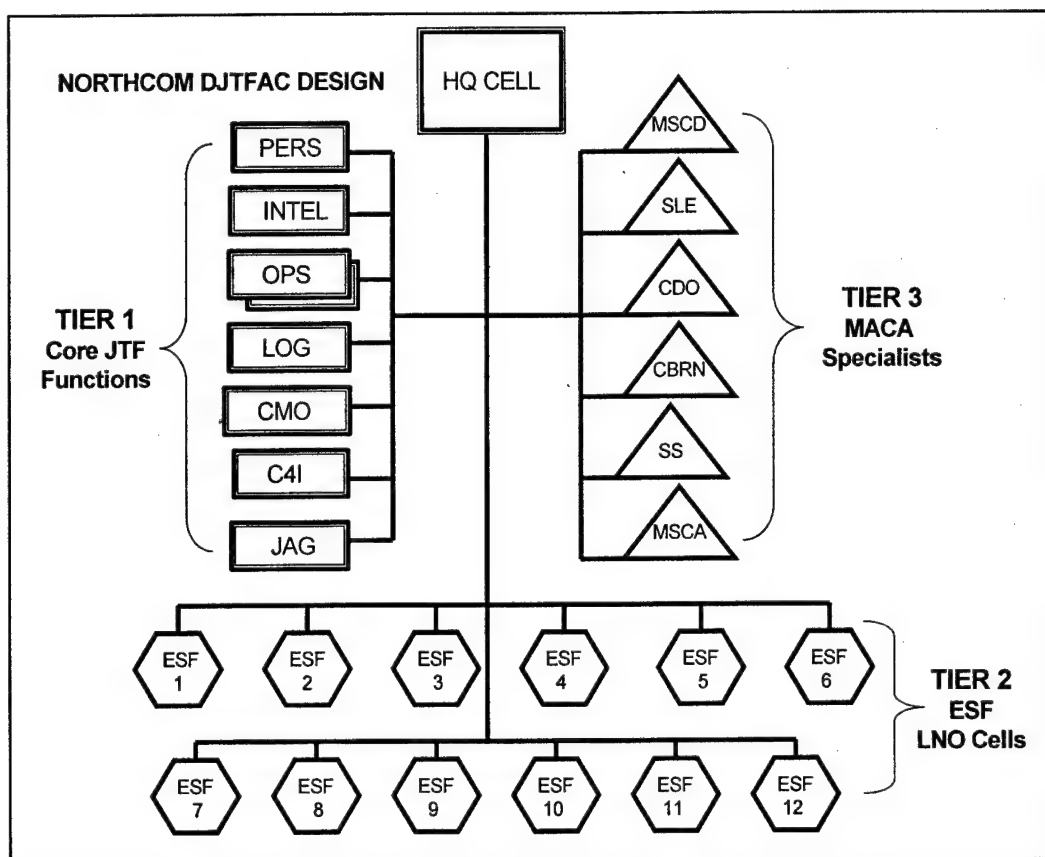 NORTHCOM DJTFAC DESIGN
HQ CELL
TIER 1
Core JTF
Functions
PERS
INTEL
OPS
LOG
CMO
C4I
JAG
MSCD
SLE
CDO
CBRN
SS
MSCA
TIER 3
MACA
Specialists
ESF
1
ESF
2
ESF
3
ESF
4
ESF
5
ESF
6
ESF
7
ESF
8
ESF
9
ESF
10
ESF
11
ESF
12
TIER 2
ESF
LNO Cells